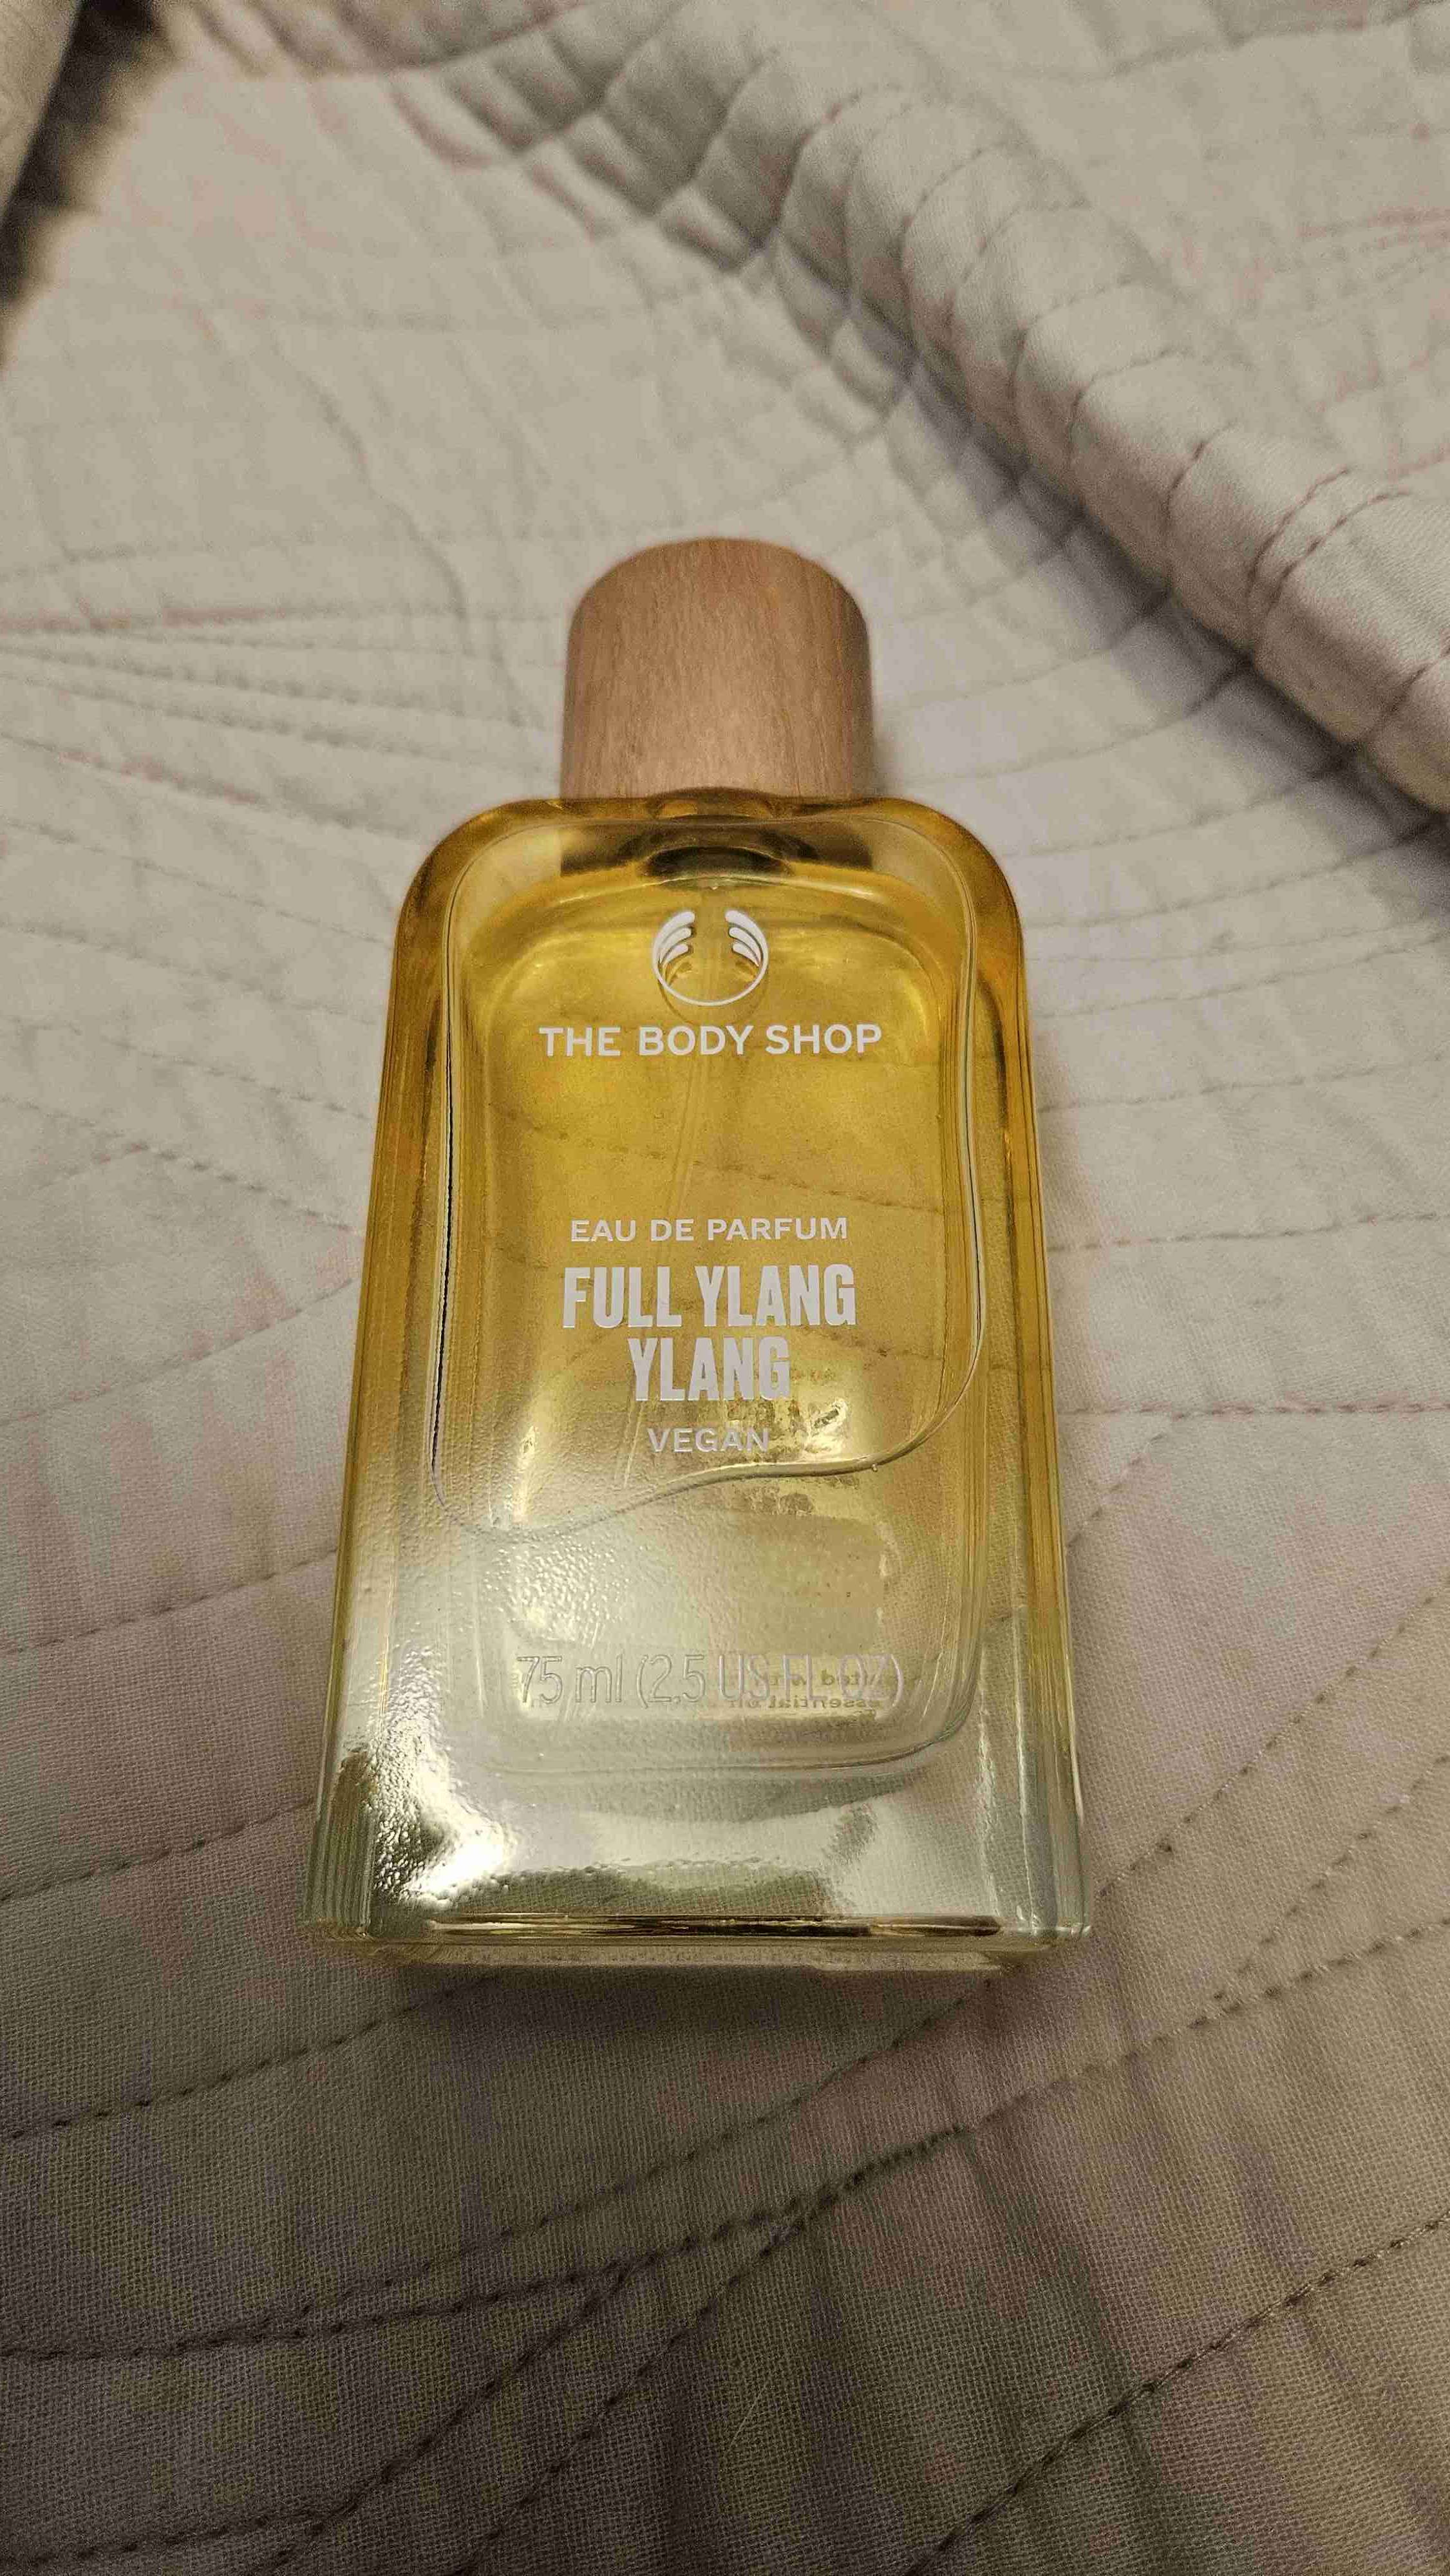 THE BODY SHOP
EAU DE PARFUM
FULL YLANG
YLANG
VEGAN
75 ml (2,5 US FL OZ)